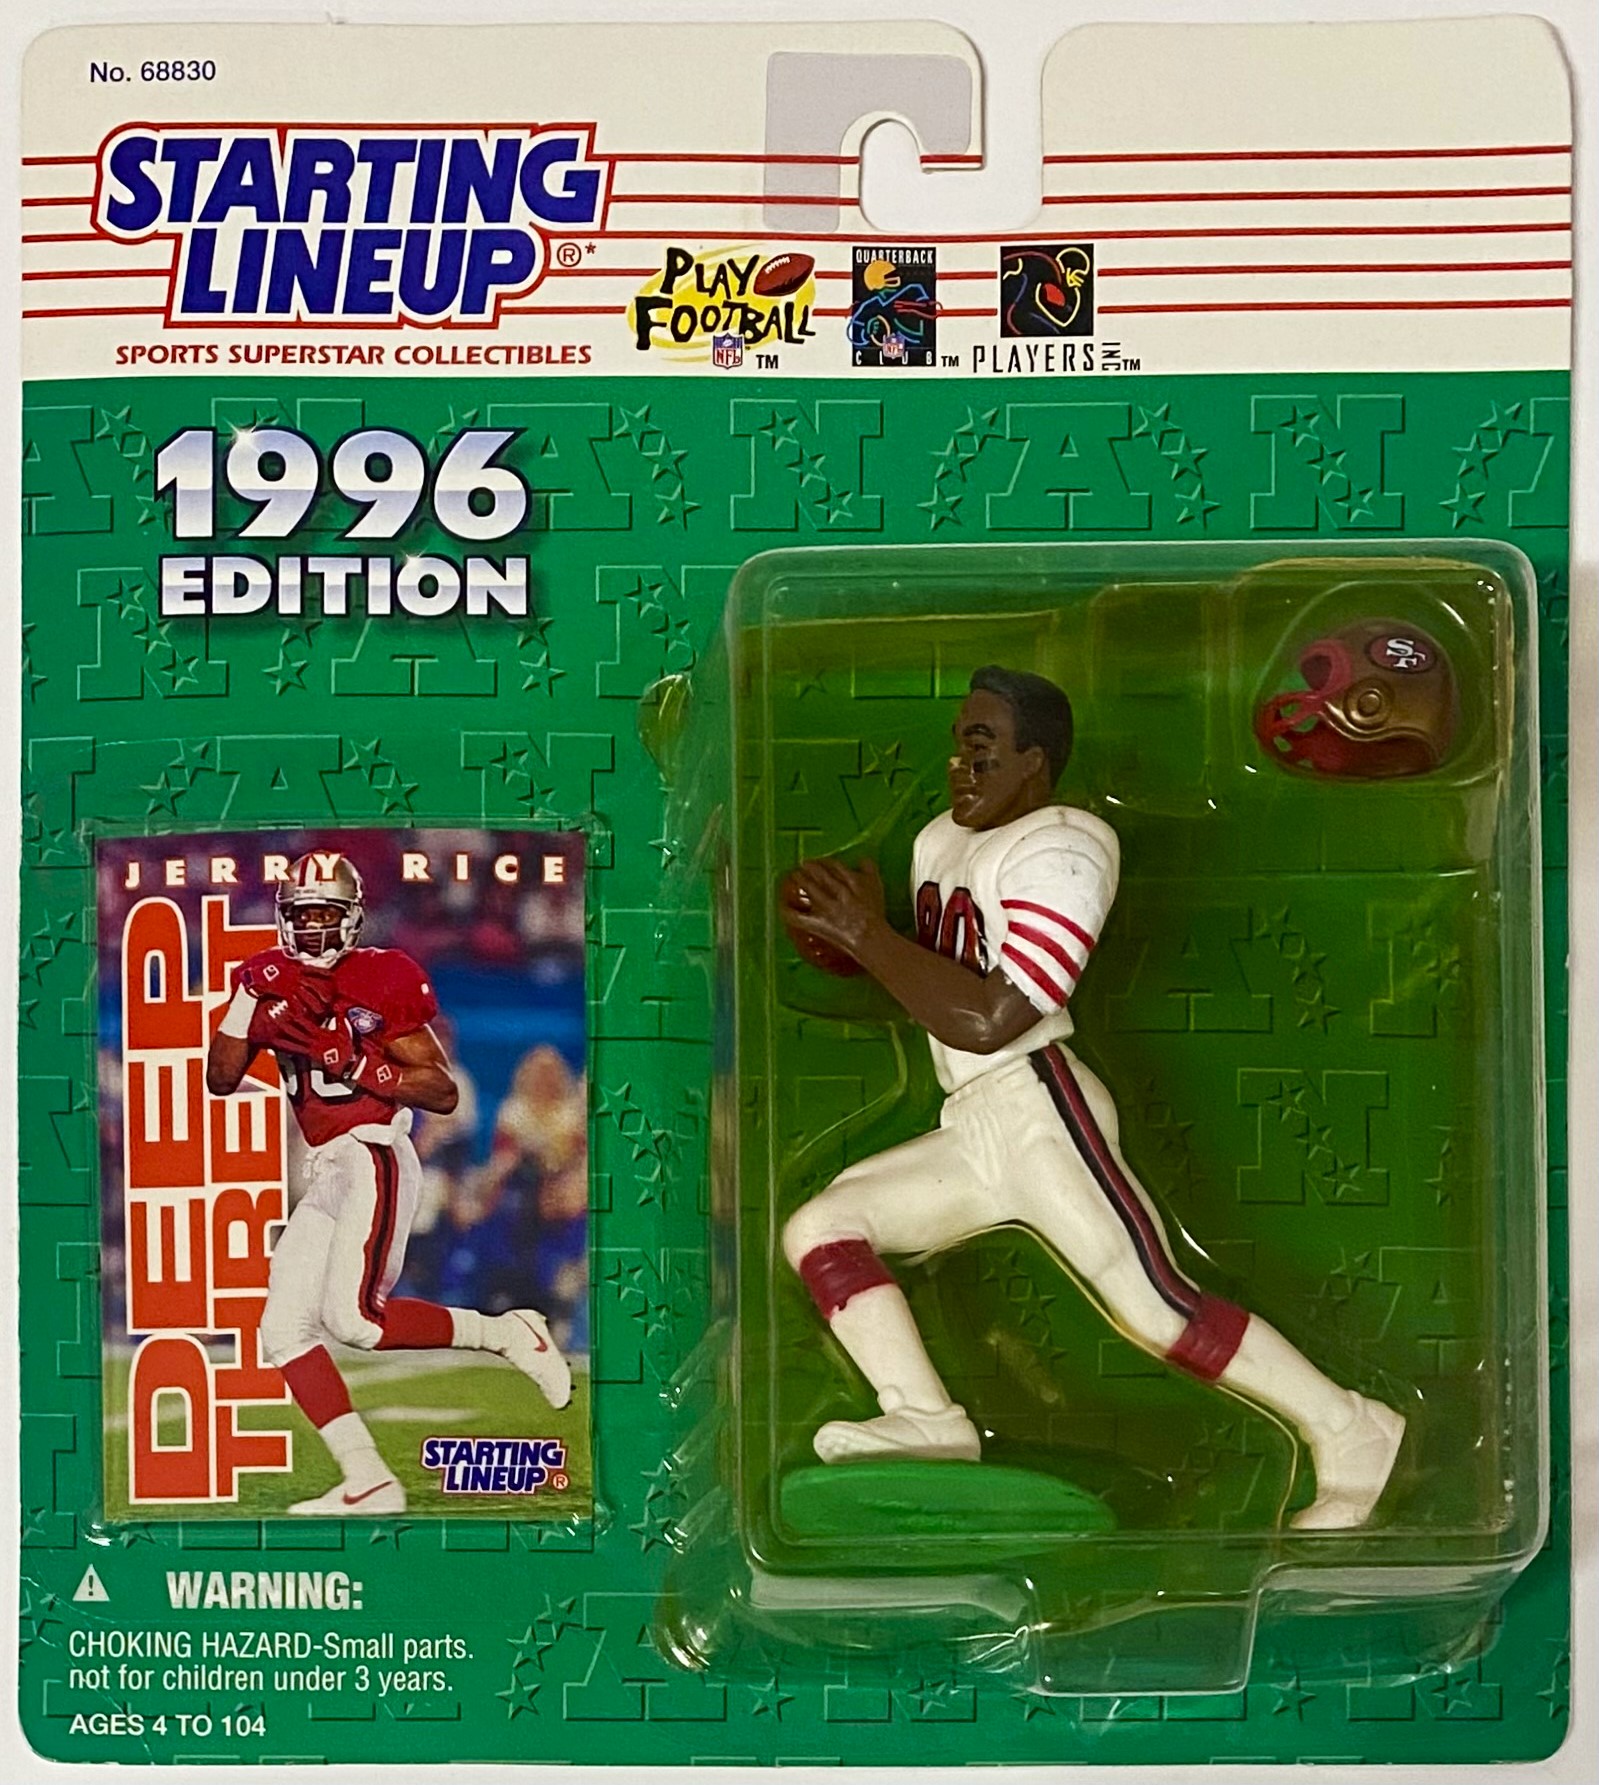 No. 68830
STARTING
LINEUP®*
SPORTS SUPERSTAR COLLECTIBLES
PLAY
FOOTBALL
NFL
TM
QUARTERBACK
CLUB TM
NFL
PLAYERS INC TM
1996
EDITION
SF
80
JERRY RICE
DEEP
THREAT
STARTING
LINEUP®
WARNING:
CHOKING HAZARD-Small parts.
not for children under 3 years.
AGES 4 TO 104